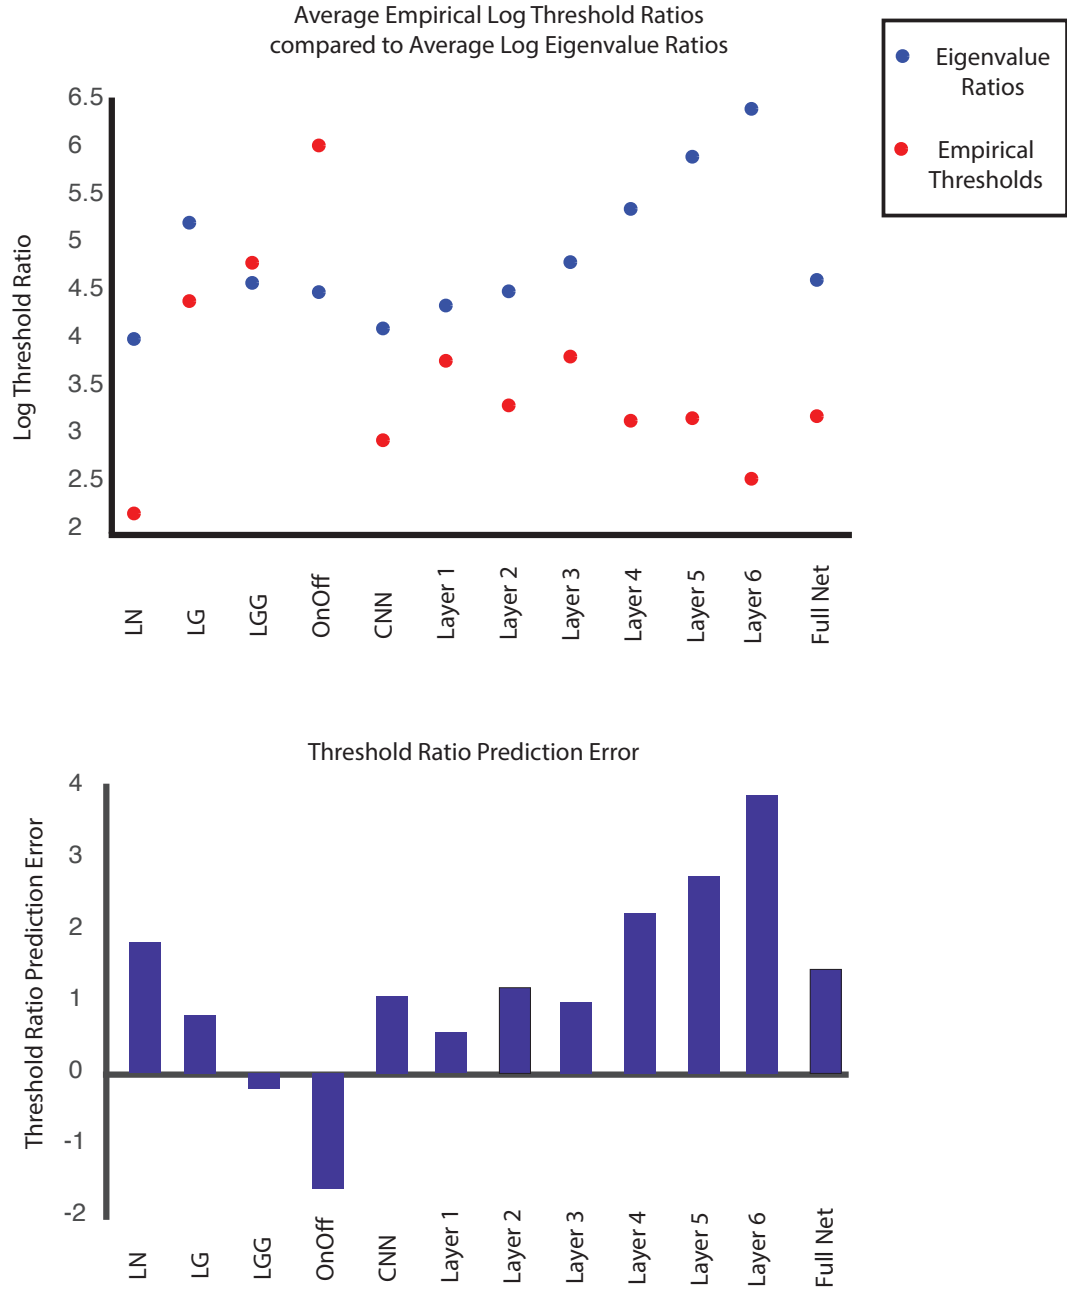 Average Empirical Log Threshold Ratios
compared to Average Log Eigenvalue Ratios
Eigenvalue
Ratios
Empirical
Thresholds
Log Threshold Ratio
6.5
6
5.5
5
4.5
4
3.5
3
2.5
2
LN
LG
LGG
OnOff
CNN
Layer 1
Layer 2
Layer 3
Layer 4
Layer 5
Layer 6
Full Net
Threshold Ratio Prediction Error
Threshold Ratio Prediction Error
4
3
2
1
0
-1
-2
LN
LG
LGG
OnOff
CNN
Layer 1
Layer 2
Layer 3
Layer 4
Layer 5
Layer 6
Full Net